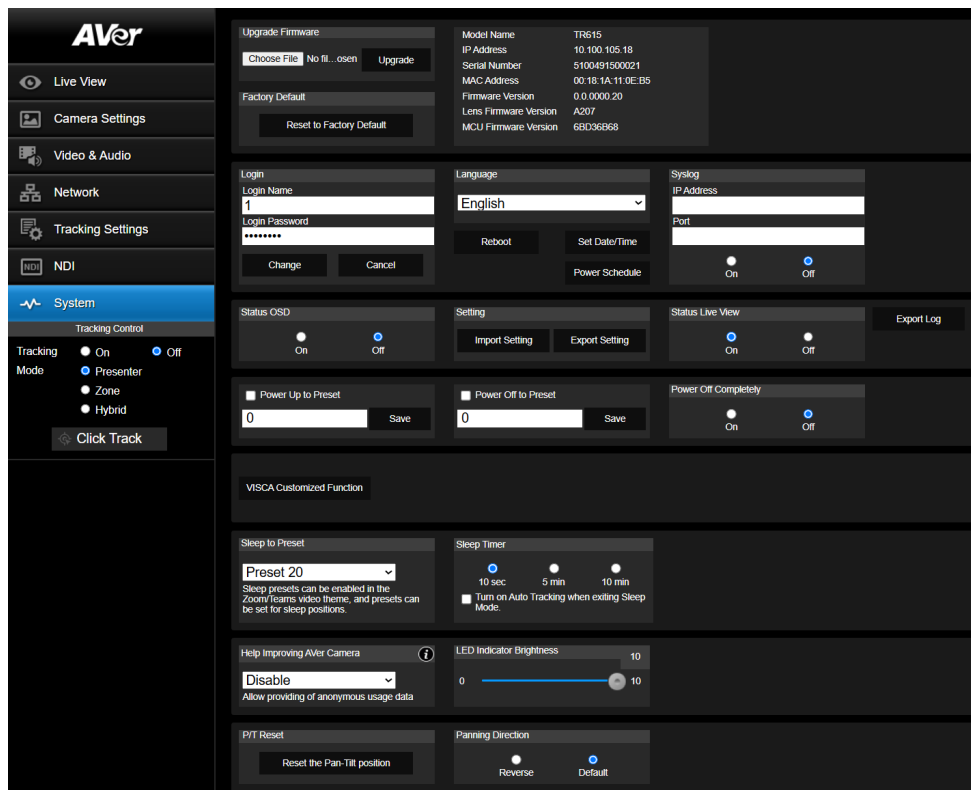 AVer
Live View
Camera Settings
Video & Audio
Network
Tracking Settings
NDI NDI
System
Tracking Control
Tracking On Off
Mode Presenter
Zone
Hybrid
Click Track
Upgrade Firmware
Choose File No fil...osen Upgrade
Factory Default
Reset to Factory Default
Model Name TR615
IP Address 10.100.105.18
Serial Number 5100491500021
MAC Address 00:18:1A:11:0E:B5
Firmware Version 0.0.0000.20
Lens Firmware Version A207
MCU Firmware Version 6BD36B68
Login
Login Name
1
Login Password
••••••••
Change Cancel
Language
English
Reboot Set Date/Time
Power Schedule
Syslog
IP Address
Port
On Off
Status OSD
On Off
Setting
Import Setting Export Setting
Status Live View
On Off
Export Log
Power Up to Preset
0 Save
Power Off to Preset
0 Save
Power Off Completely
On Off
VISCA Customized Function
Sleep to Preset
Preset 20
Sleep presets can be enabled in the
Zoom/Teams video theme, and presets can
be set for sleep positions.
Sleep Timer
10 sec 5 min 10 min
Turn on Auto Tracking when exiting Sleep
Mode.
Help Improving AVer Camera i
Disable
Allow providing of anonymous usage data
LED Indicator Brightness
10
0 10
P/T Reset
Reset the Pan-Tilt position
Panning Direction
Reverse Default